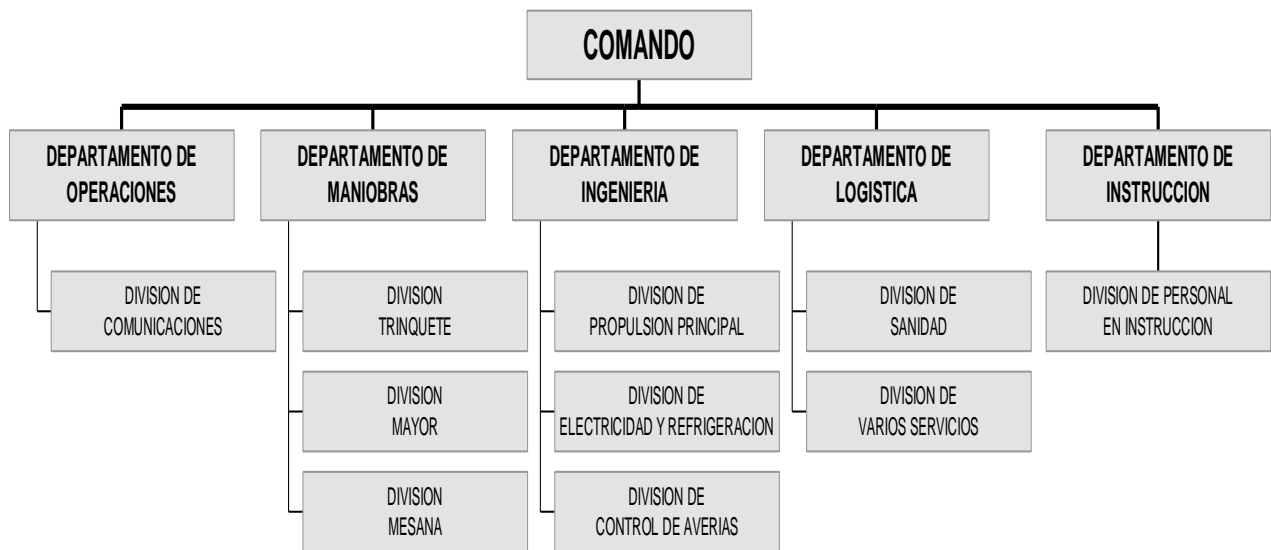 COMANDO
DEPARTAMENTO DE
OPERACIONES
DEPARTAMENTO DE
MANIOBRAS
DEPARTAMENTO DE
INGENIERIA
DEPARTAMENTO DE
LOGISTICA
DEPARTAMENTO DE
INSTRUCCION
DIVISION DE
COMUNICACIONES
DIVISION
TRINQUETE
DIVISION DE
PROPULSION PRINCIPAL
DIVISION DE
SANIDAD
DIVISION DE PERSONAL
EN INSTRUCCION
DIVISION
MAYOR
DIVISION DE
ELECTRICIDAD Y REFRIGERACION
DIVISION DE
VARIOS SERVICIOS
DIVISION
MESANA
DIVISION DE
CONTROL DE AVERIAS